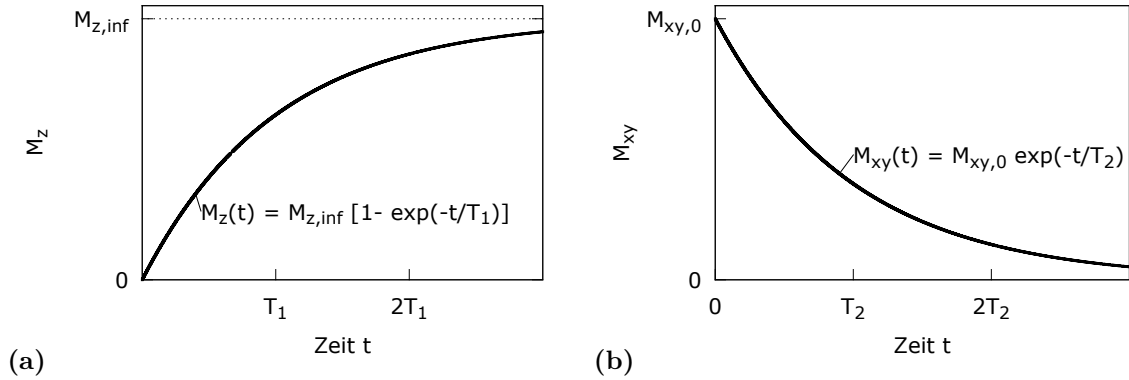 M_z,inf
M_z
M_z(t) = M_z,inf [1- exp(-t/T_1)]
0
T_1 2T_1
Zeit t
(a)
M_xy,0
M_xy
M_xy(t) = M_xy,0 exp(-t/T_2)
0
0 T_2 2T_2
Zeit t
(b)